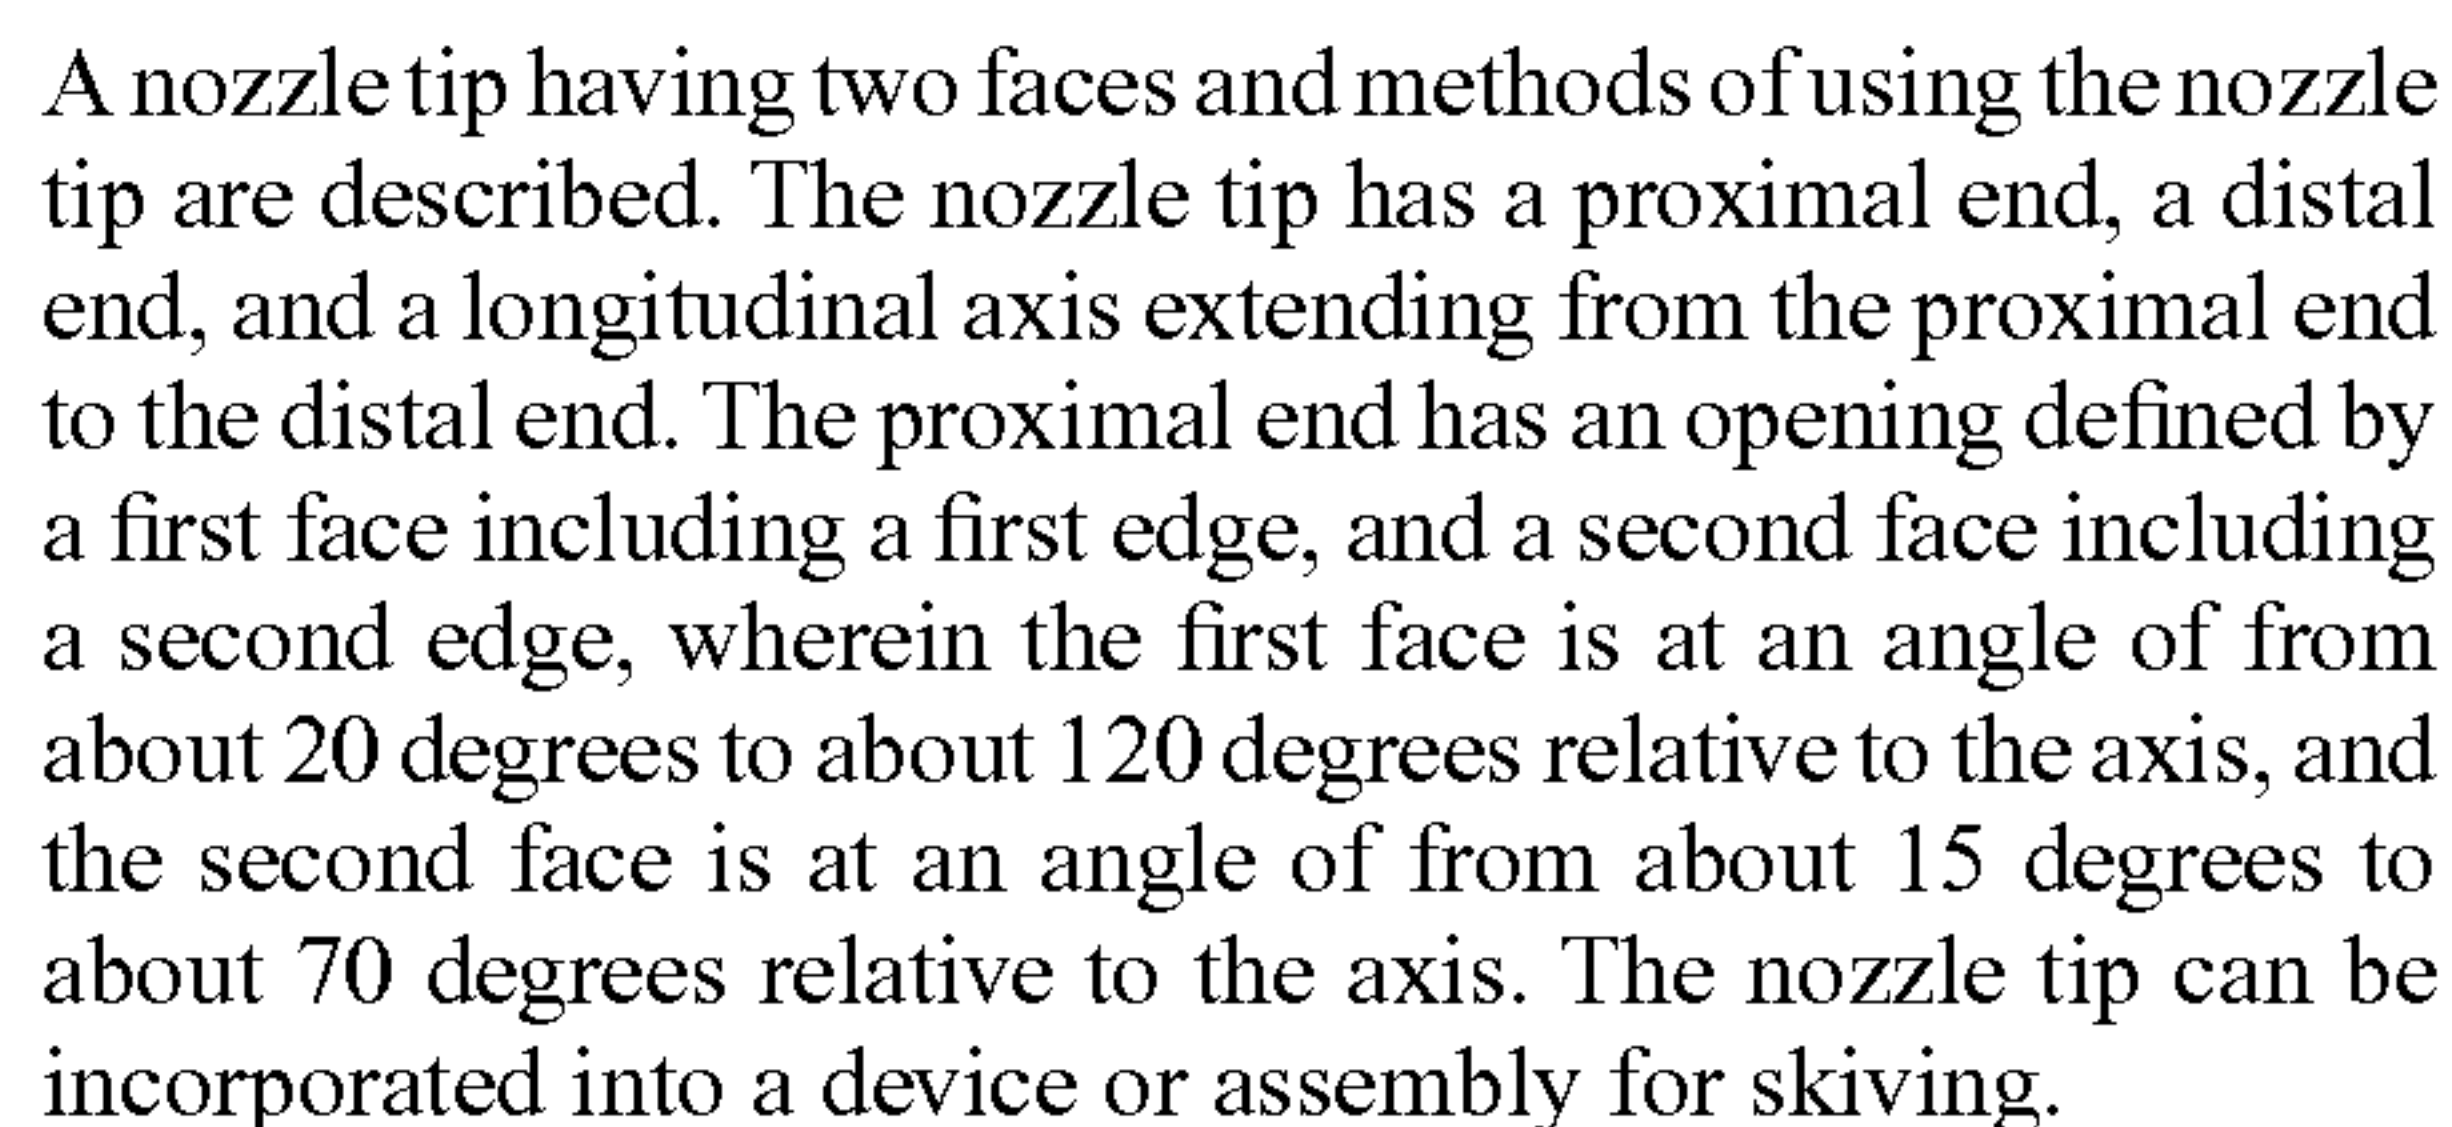 A nozzle tip having two faces and methods of using the nozzle
tip are described. The nozzle tip has a proximal end, a distal
end, and a longitudinal axis extending from the proximal end
to the distal end. The proximal end has an opening defined by
a first face including a first edge, and a second face including
a second edge, wherein the first face is at an angle of from
about 20 degrees to about 120 degrees relative to the axis, and
the second face is at an angle of from about 15 degrees to
about 70 degrees relative to the axis. The nozzle tip can be
incorporated into a device or assembly for skiving.